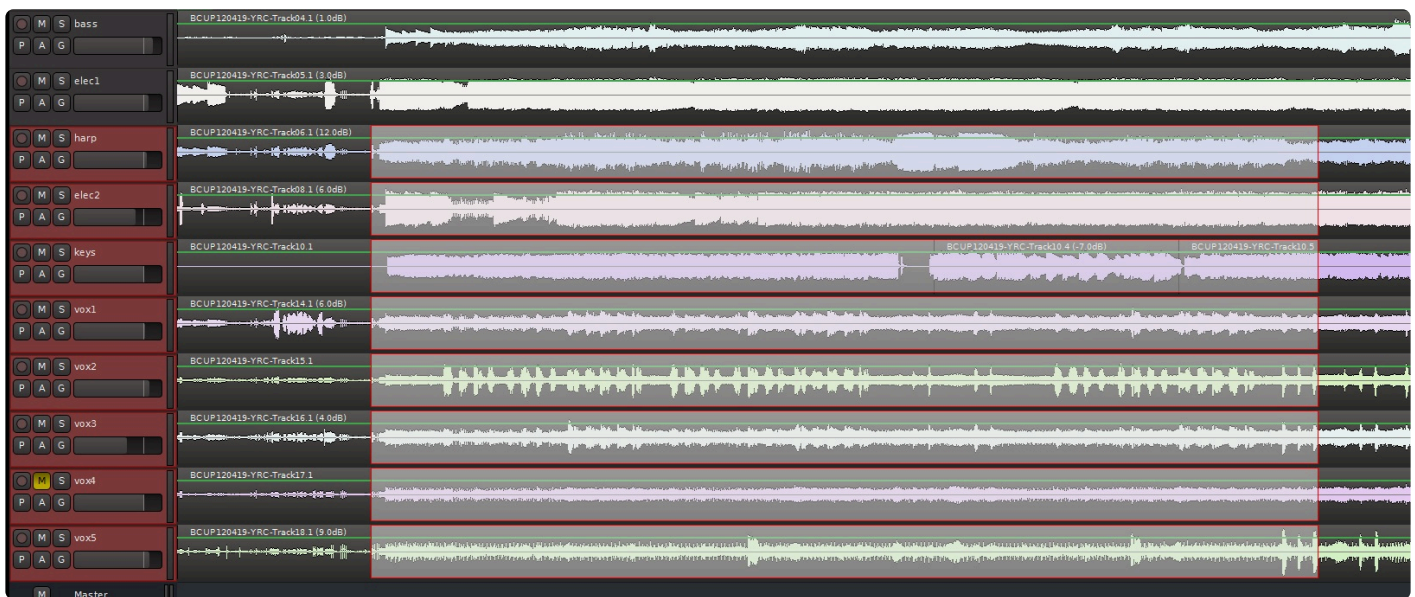 M S bass
P A G
BCUP120419-YRC-Track04.1 (1.0dB)
M S elec1
P A G
BCUP120419-YRC-Track05.1 (3.0dB)
M S harp
P A G
BCUP120419-YRC-Track06.1 (12.0dB)
M S elec2
P A G
BCUP120419-YRC-Track08.1 (6.0dB)
M S keys
P A G
BCUP120419-YRC-Track10.1
BCUP120419-YRC-Track10.4 (-7.0dB)
BCUP120419-YRC-Track10.5
M S vox1
P A G
BCUP120419-YRC-Track14.1 (6.0dB)
M S vox2
P A G
BCUP120419-YRC-Track15.1
M S vox3
P A G
BCUP120419-YRC-Track16.1 (4.0dB)
M S vox4
P A G
BCUP120419-YRC-Track17.1
M S vox5
P A G
BCUP120419-YRC-Track18.1 (9.0dB)
M Master